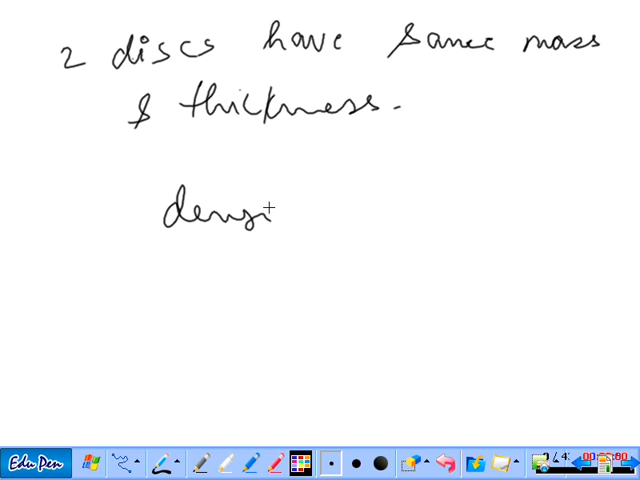 2 discs have same mass
& thickness.
densi
Edu Pen